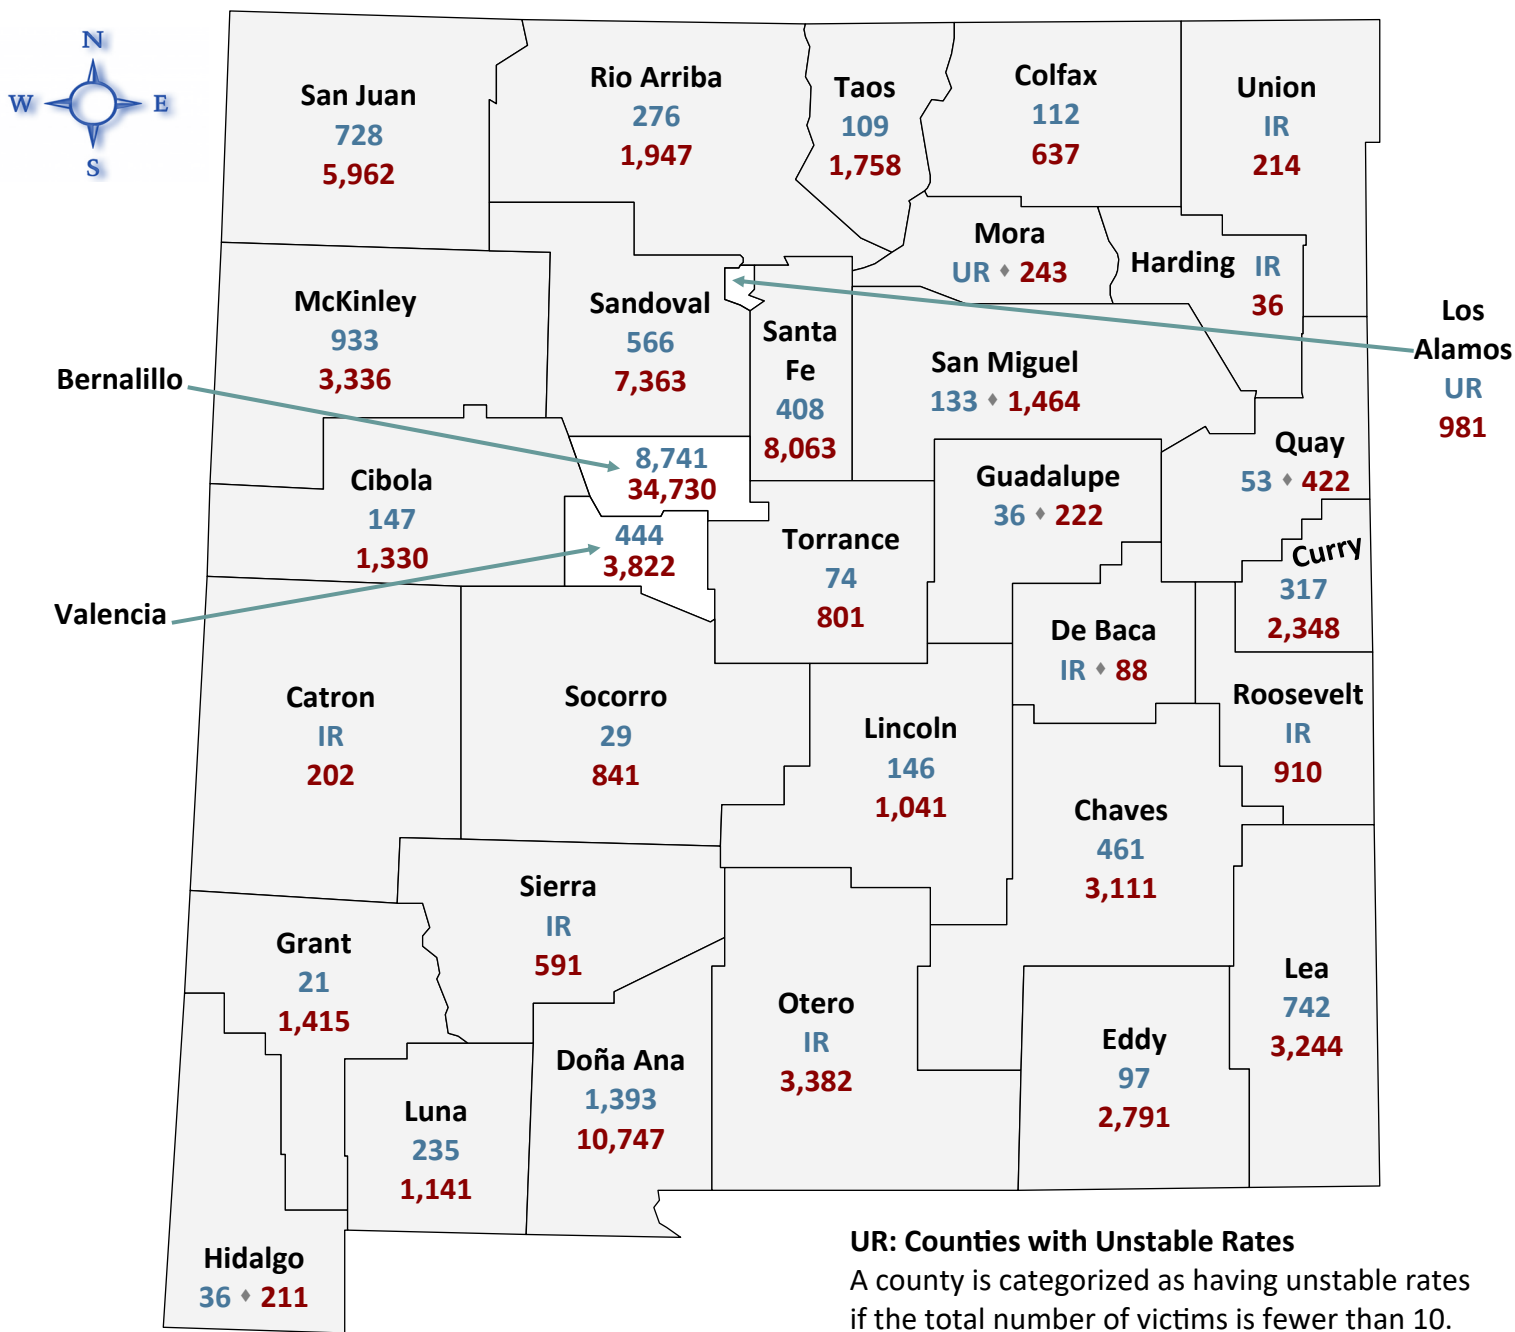 N
W E
S
San Juan
728
5,962
Rio Arriba
276
1,947
Taos
109
1,758
Colfax
112
637
Union
IR
214
Mora
UR ♦ 243
Harding IR
36
McKinley
933
3,336
Sandoval
566
7,363
Santa
Fe
408
8,063
San Miguel
133 ♦ 1,464
Los
Alamos
UR
981
Bernalillo
8,741
34,730
Quay
53 ♦ 422
Cibola
147
1,330
Guadalupe
36 ♦ 222
Valencia
444
3,822
Torrance
74
801
Curry
317
2,348
De Baca
IR ♦ 88
Catron
IR
202
Socorro
29
841
Lincoln
146
1,041
Roosevelt
IR
910
Chaves
461
3,111
Sierra
IR
591
Grant
21
1,415
Otero
IR
3,382
Lea
742
3,244
Eddy
97
2,791
Doña Ana
1,393
10,747
Luna
235
1,141
Hidalgo
36 ♦ 211
UR: Counties with Unstable Rates
A county is categorized as having unstable rates
if the total number of victims is fewer than 10.